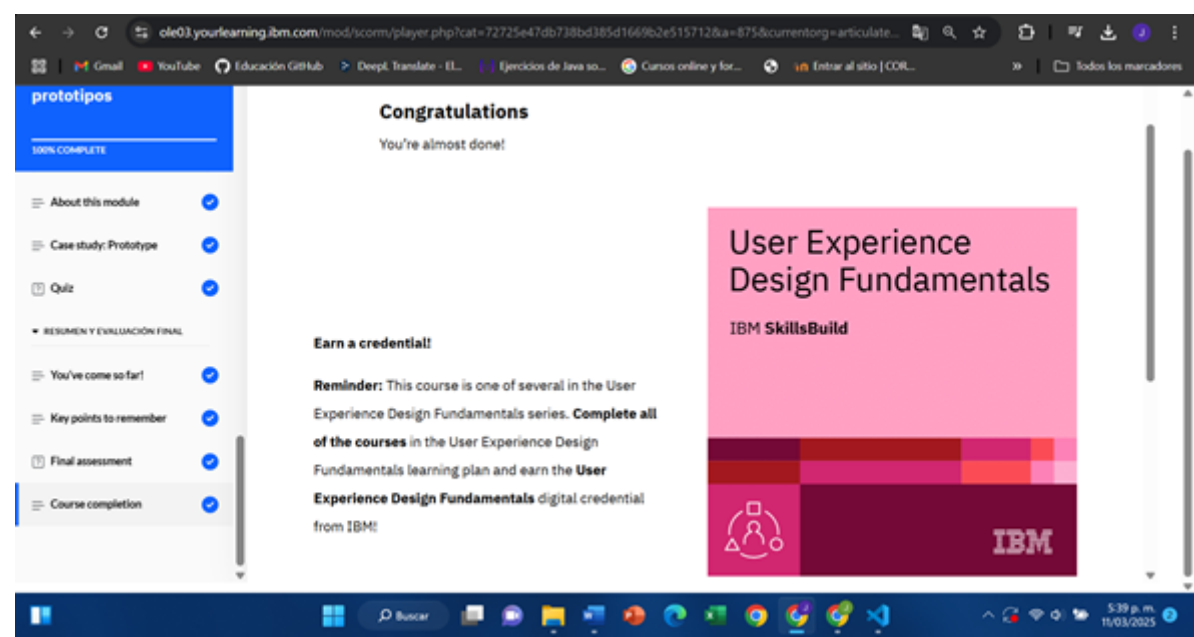 ole03.yourlearning.ibm.com/mod/scorm/player.php?cat=72725e47db738bd385d1669b2e515712&a=875&currentorg=articulate...
Gmail YouTube Educación GitHub DeepL Translate - El... Ejercicios de Java so... Cursos online y for... Entrar al sitio | COR... » Todos los marcadores
prototipos
100% COMPLETE
About this module
Case study: Prototype
Quiz
RESUMEN Y EVALUACIÓN FINAL
You've come so far!
Key points to remember
Final assessment
Course completion
Congratulations
You're almost done!
Earn a credential!
Reminder: This course is one of several in the User
Experience Design Fundamentals series. Complete all
of the courses in the User Experience Design
Fundamentals learning plan and earn the User
Experience Design Fundamentals digital credential
from IBM!
User Experience
Design Fundamentals
IBM SkillsBuild
IBM
Buscar
5:39 p. m.
11/03/2025